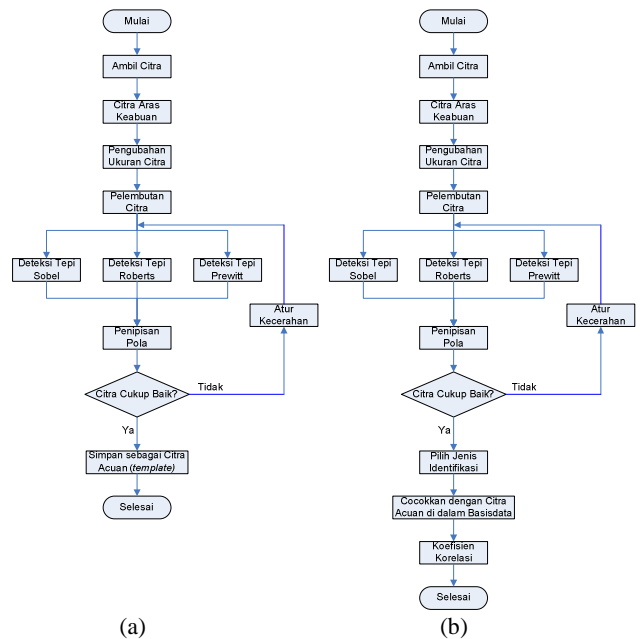 Mulai
Ambil Citra
Citra Aras
Keabuan
Pengubahan
Ukuran Citra
Pelembutan
Citra
Deteksi Tepi
Sobel
Deteksi Tepi
Roberts
Deteksi Tepi
Prewitt
Atur
Kecerahan
Penipisan
Pola
Citra Cukup Baik?
Tidak
Ya
Simpan sebagai Citra
Acuan (template)
Selesai
(a)
Mulai
Ambil Citra
Citra Aras
Keabuan
Pengubahan
Ukuran Citra
Pelembutan
Citra
Deteksi Tepi
Sobel
Deteksi Tepi
Roberts
Deteksi Tepi
Prewitt
Atur
Kecerahan
Penipisan
Pola
Citra Cukup Baik?
Tidak
Ya
Pilih Jenis
Identifikasi
Cocokkan dengan Citra
Acuan di dalam Basisdata
Koefisien
Korelasi
Selesai
(b)